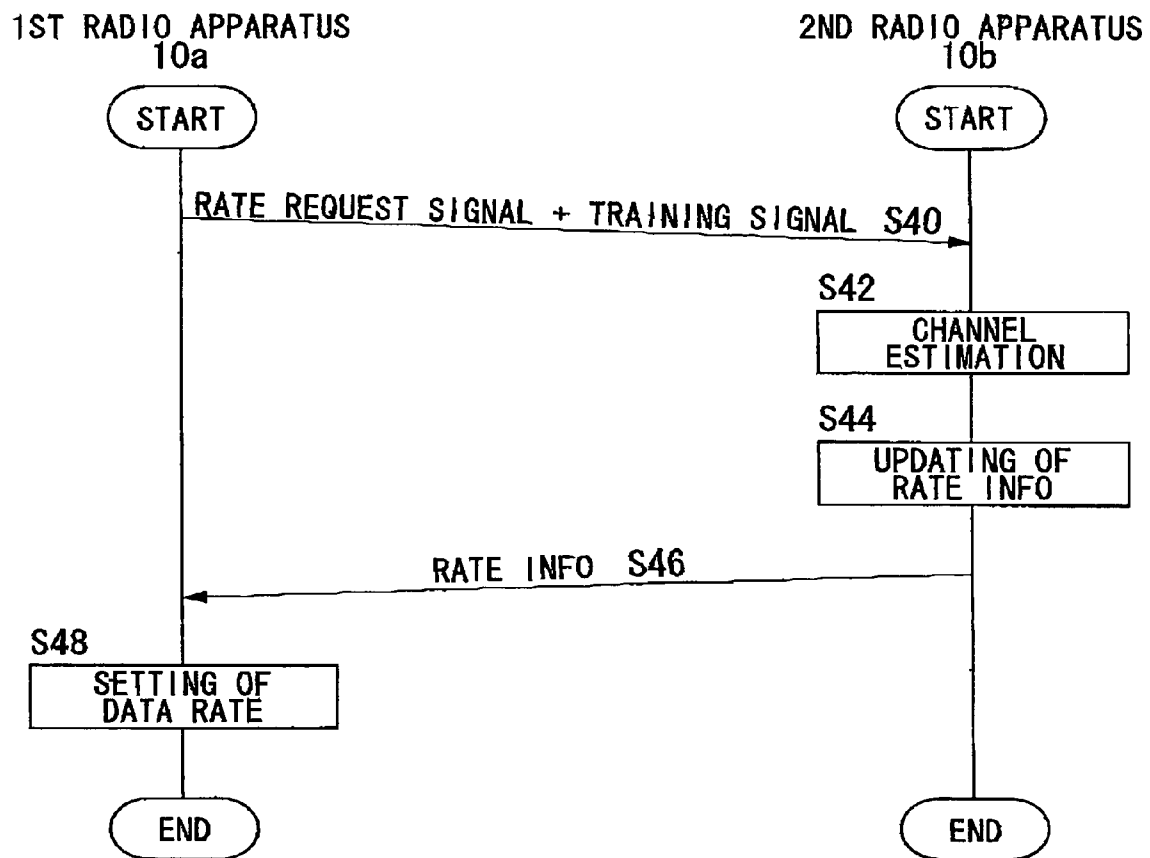 1ST RADIO APPARATUS
10a
2ND RADIO APPARATUS
10b
START
START
RATE REQUEST SIGNAL + TRAINING SIGNAL S40
S42
CHANNEL
ESTIMATION
S44
UPDATING OF
RATE INFO
RATE INFO S46
S48
SETTING OF
DATA RATE
END
END